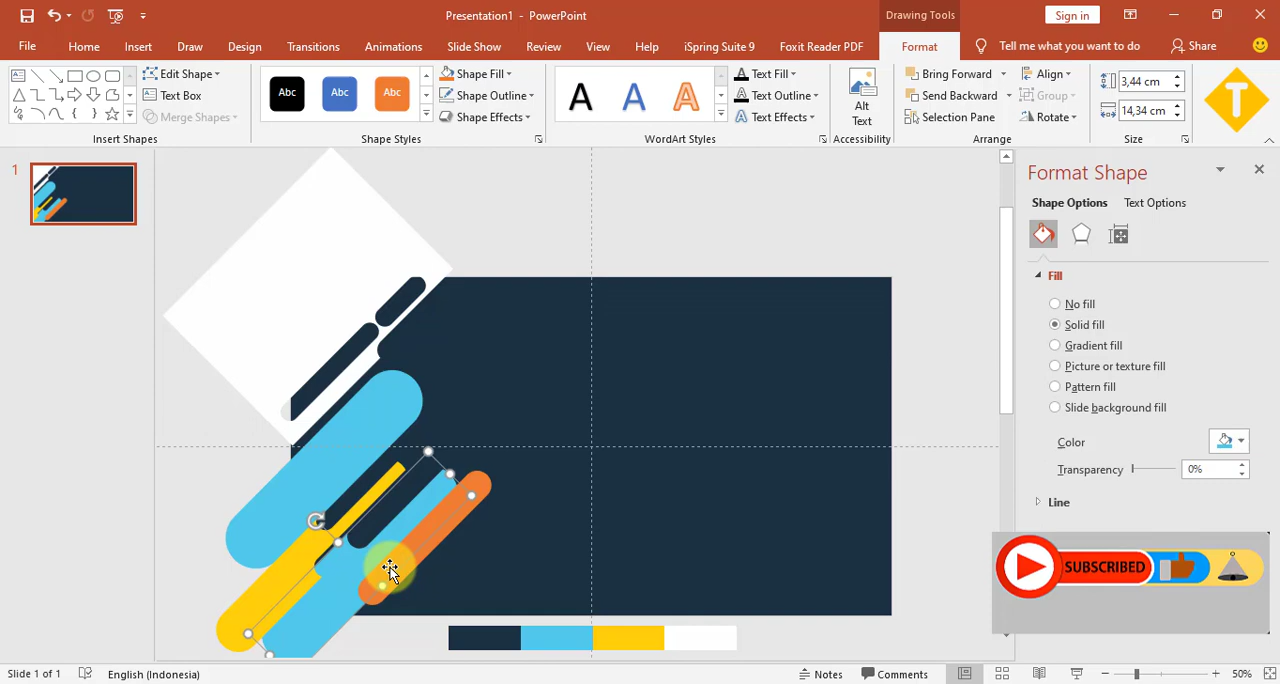 Presentation1 - PowerPoint
Drawing Tools
Sign in
File Home Insert Draw Design Transitions Animations Slide Show Review View Help iSpring Suite 9 Foxit Reader PDF Format Tell me what you want to do Share
Edit Shape
Text Box
Merge Shapes
Insert Shapes
Abc Abc Abc
Shape Fill
Shape Outline
Shape Effects
Shape Styles
A A A
Text Fill
Text Outline
Text Effects
WordArt Styles
Alt
Text
Accessibility
Bring Forward
Send Backward
Selection Pane
Align
Group
Rotate
Arrange
3,44 cm
14,34 cm
Size
T
1
Format Shape
Shape Options Text Options
Fill
No fill
Solid fill
Gradient fill
Picture or texture fill
Pattern fill
Slide background fill
Color
Transparency 0%
Line
SUBSCRIBED
Slide 1 of 1 English (Indonesia) Notes Comments 50%